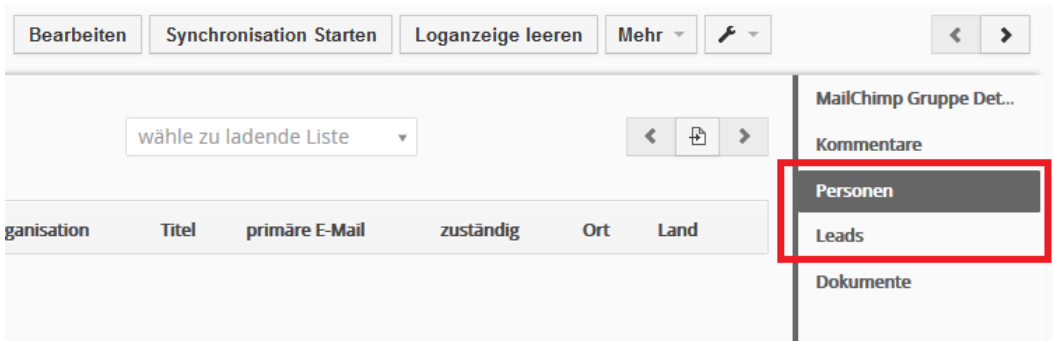 Bearbeiten Synchronisation Starten Loganzeige leeren Mehr
MailChimp Gruppe Det...
wähle zu ladende Liste
Kommentare
Personen
ganisation Titel primäre E-Mail zuständig Ort Land
Leads
Dokumente